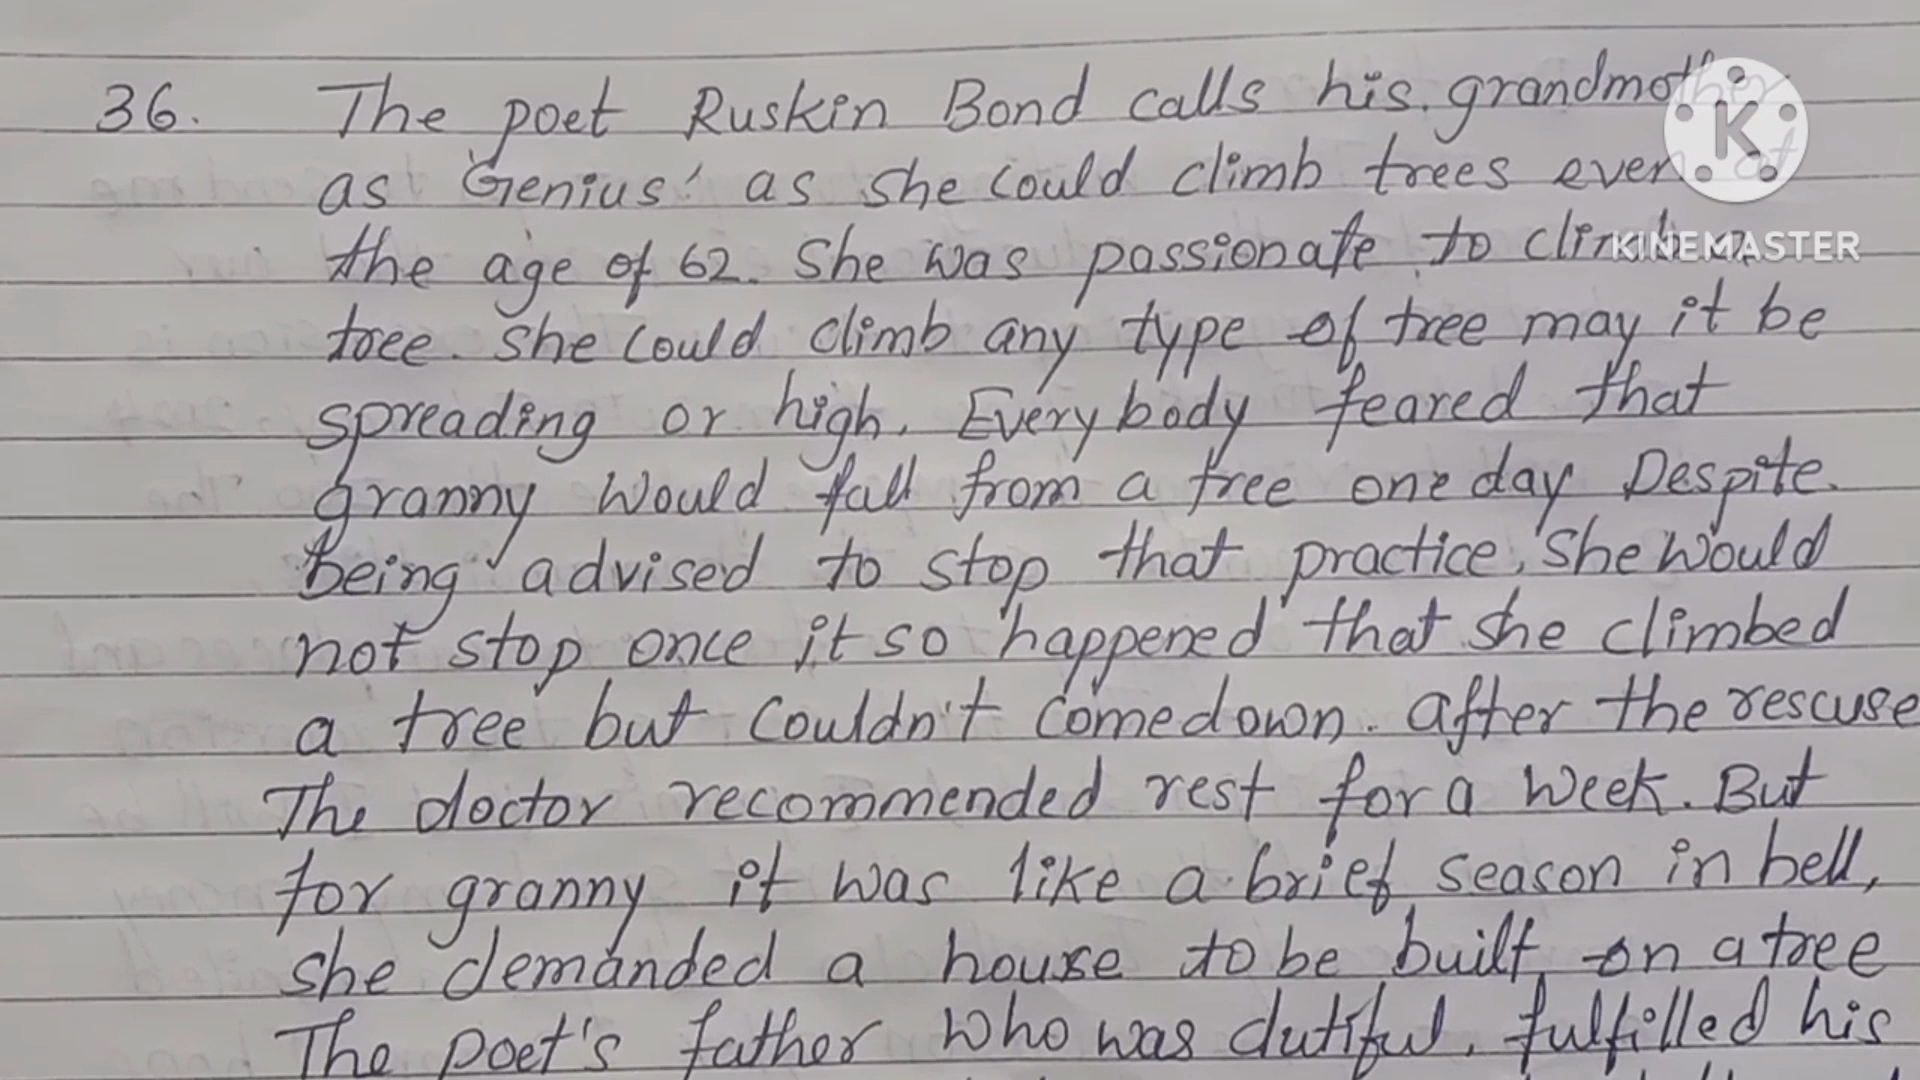 36. The poet Ruskin Bond calls his grandmother
as 'Genius' as she could climb trees even at
the age of 62. She was passionate to climb a
tree. She could climb any type of tree may it be
spreading or high. Everybody feared that
granny would fall from a tree one day Despite
being advised to stop that practice, she would
not stop once it so happened that she climbed
a tree but couldn't come down. After the rescuse
The doctor recommended rest for a week. But
for granny it was like a brief season in hell,
she demanded a house to be built on a tree
The poet's father who was dutiful, fulfilled his
KINEMASTER